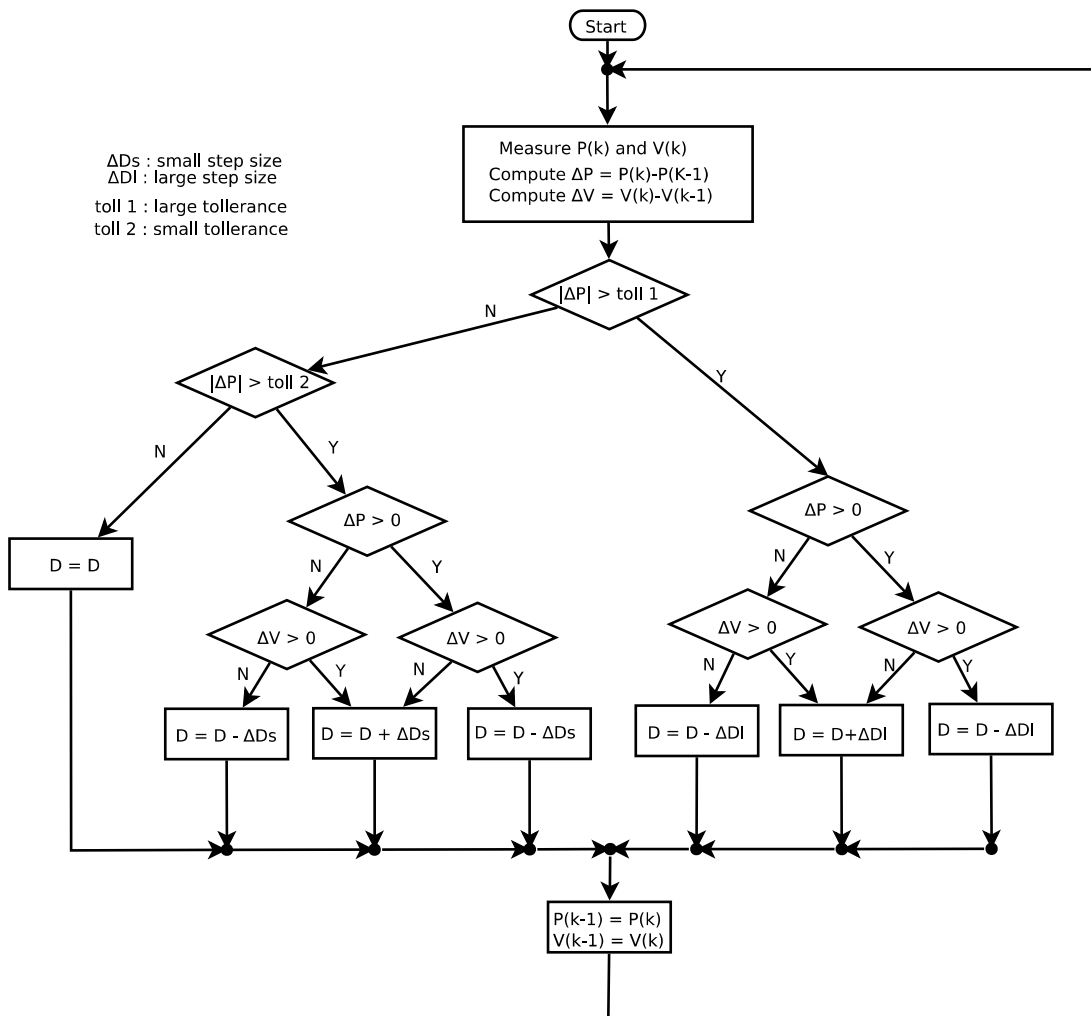 Start
Measure P(k) and V(k)
Compute ΔP = P(k)-P(K-1)
Compute ΔV = V(k)-V(k-1)
ΔDs : small step size
ΔDl : large step size
toll 1 : large tollerance
toll 2 : small tollerance
|ΔP| > toll 1
N
Y
|ΔP| > toll 2
N
Y
ΔP > 0
ΔP > 0
D = D
N
Y
N
Y
ΔV > 0
ΔV > 0
ΔV > 0
ΔV > 0
N
Y
N
Y
N
Y
N
Y
D = D - ΔDs
D = D + ΔDs
D = D - ΔDs
D = D - ΔDl
D = D+ΔDl
D = D - ΔDl
P(k-1) = P(k)
V(k-1) = V(k)